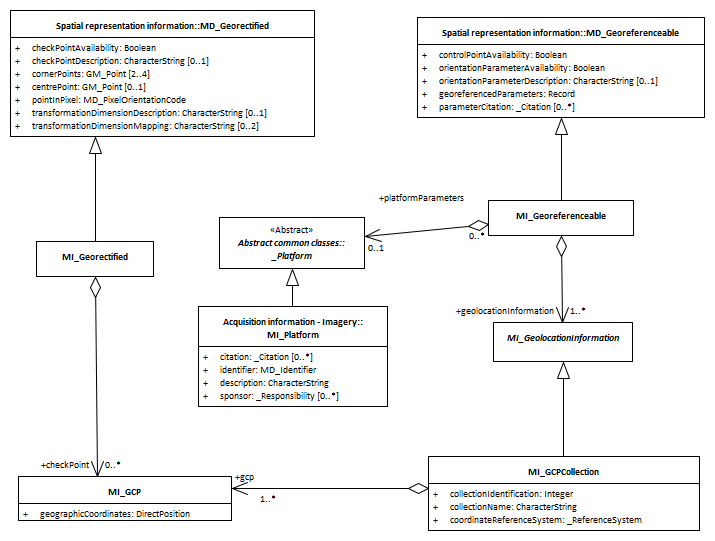 Spatial representation information::MD_Georectified
+ checkPointAvailability: Boolean
+ checkPointDescription: CharacterString [0..1]
+ cornerPoints: GM_Point [2..4]
+ centrePoint: GM_Point [0..1]
+ pointInPixel: MD_PixelOrientationCode
+ transformationDimensionDescription: CharacterString [0..1]
+ transformationDimensionMapping: CharacterString [0..2]
Spatial representation information::MD_Georeferenceable
+ controlPointAvailability: Boolean
+ orientationParameterAvailability: Boolean
+ orientationParameterDescription: CharacterString [0..1]
+ georeferencedParameters: Record
+ parameterCitation: _Citation [0..*]
+platformParameters
0..1
0..*
MI_Georeferenceable
«Abstract»
Abstract common classes::
_Platform
MI_Georectified
Acquisition information - Imagery::
MI_Platform
+ citation: _Citation [0..*]
+ identifier: MD_Identifier
+ description: CharacterString
+ sponsor: _Responsibility [0..*]
+geolocationInformation
1..*
MI_GeolocationInformation
+checkPoint
0..*
MI_GCP
+ geographicCoordinates: DirectPosition
+gcp
1..*
MI_GCPCollection
+ collectionIdentification: Integer
+ collectionName: CharacterString
+ coordinateReferenceSystem: _ReferenceSystem